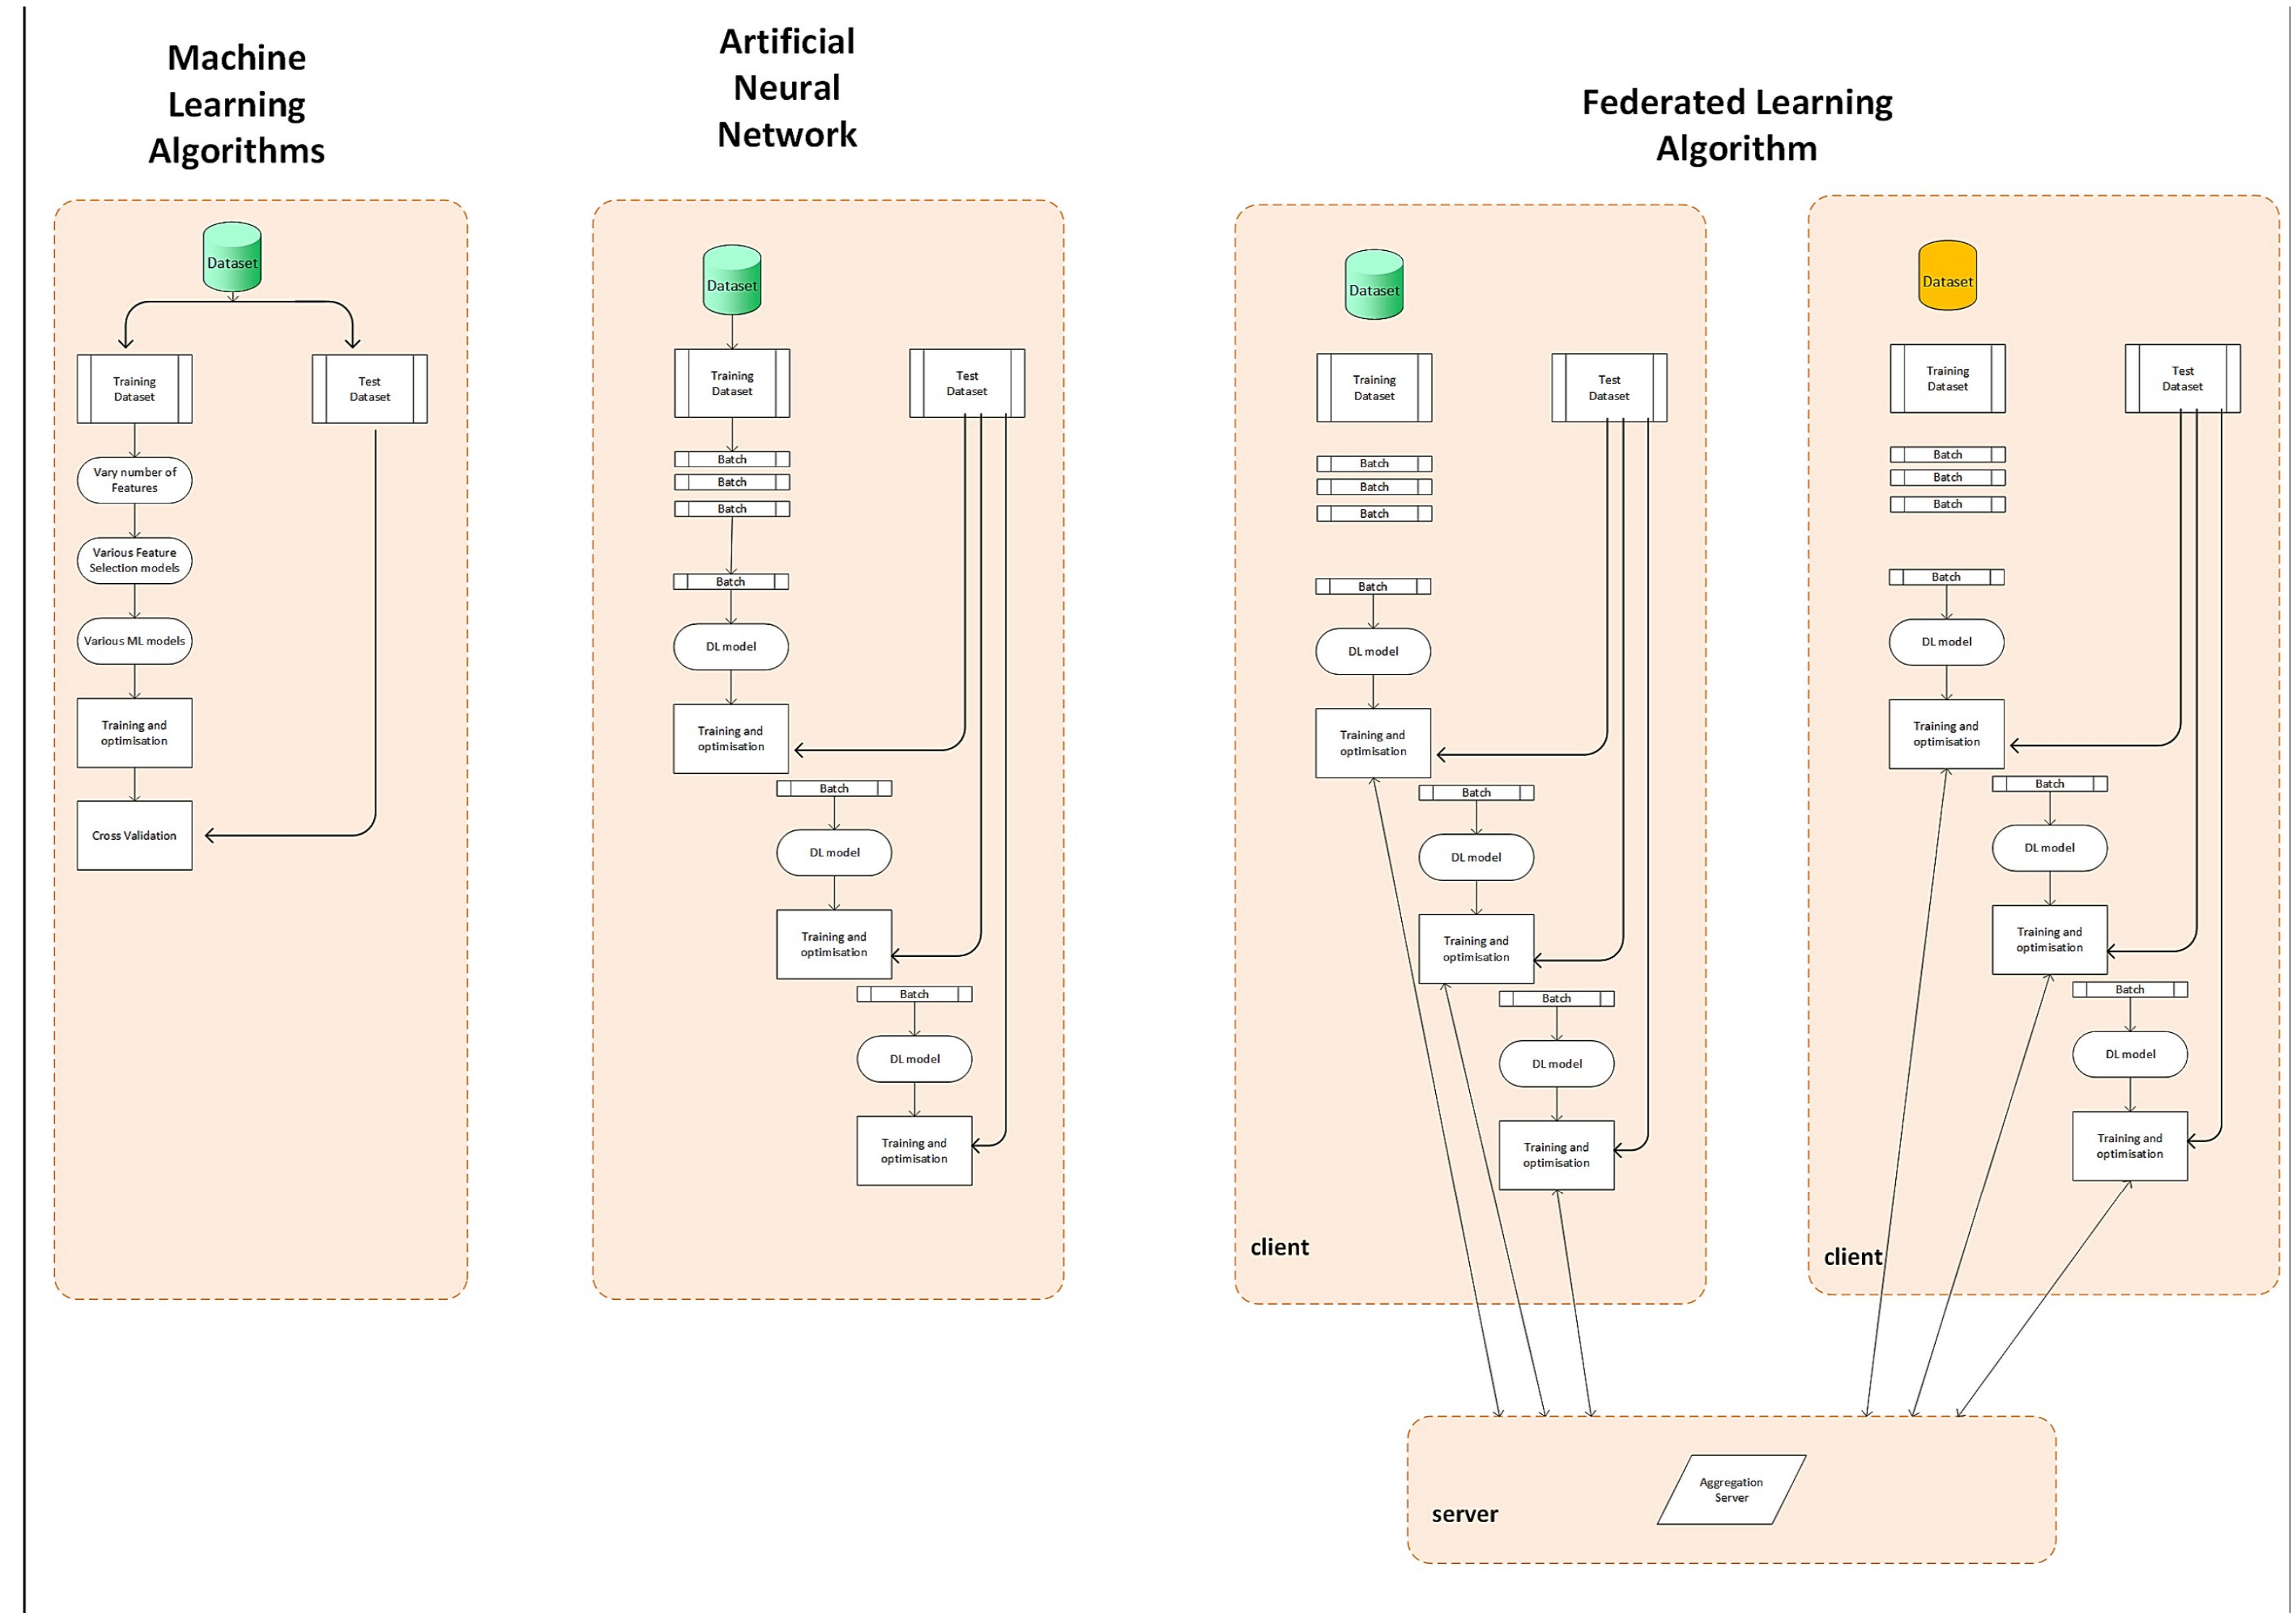 Machine
Learning
Algorithms
Dataset
Training
Dataset
Test
Dataset
Vary number of
Features
Various Feature
Selection models
Various ML models
Training and
optimisation
Cross Validation
Artificial
Neural
Network
Dataset
Training
Dataset
Test
Dataset
Batch
Batch
Batch
Batch
DL model
Training and
optimisation
Batch
DL model
Training and
optimisation
Batch
DL model
Training and
optimisation
Federated Learning
Algorithm
Dataset
Training
Dataset
Test
Dataset
Batch
Batch
Batch
Batch
DL model
Training and
optimisation
Batch
DL model
Training and
optimisation
Batch
DL model
Training and
optimisation
client
Dataset
Training
Dataset
Test
Dataset
Batch
Batch
Batch
Batch
DL model
Training and
optimisation
Batch
DL model
Training and
optimisation
Batch
DL model
Training and
optimisation
client
Aggregation
Server
server